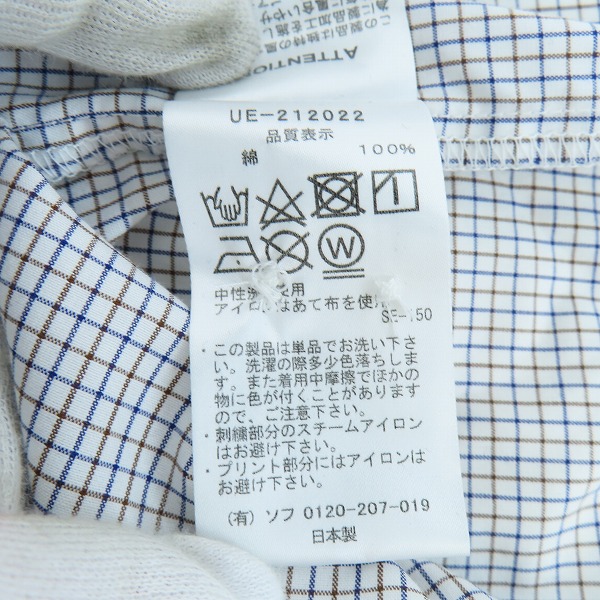 ATTENTION
UE-212022
品質表示
綿 100%
W
中性 使用
アイロンはあて布を使用
SE-150
・この製品は単品でお洗い下さ
い。洗濯の際多少色落ちしま
す。また着用中摩擦でほかの
物に色が付くことがあります
ので、ご注意下さい。
・刺繍部分のスチームアイロン
はお避け下さい。
・プリント部分にはアイロンは
お避け下さい。
(有) ソフ 0120-207-019
日本製